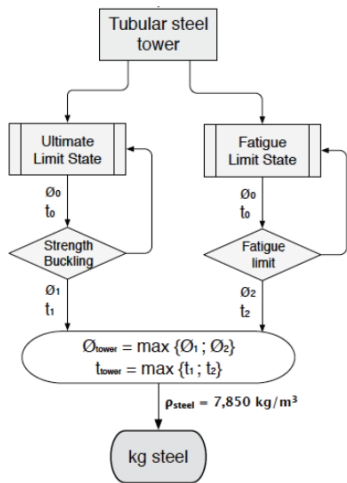 Tubular steel
tower
Ultimate
Limit State
Fatigue
Limit State
Ø₀
t₀
Ø₀
t₀
Strength
Buckling
Fatigue
limit
Ø₁
t₁
Ø₂
t₂
Øtower = max {Ø₁ ; Ø₂}
ttower = max {t₁ ; t₂}
ρsteel = 7,850 kg/m³
kg steel